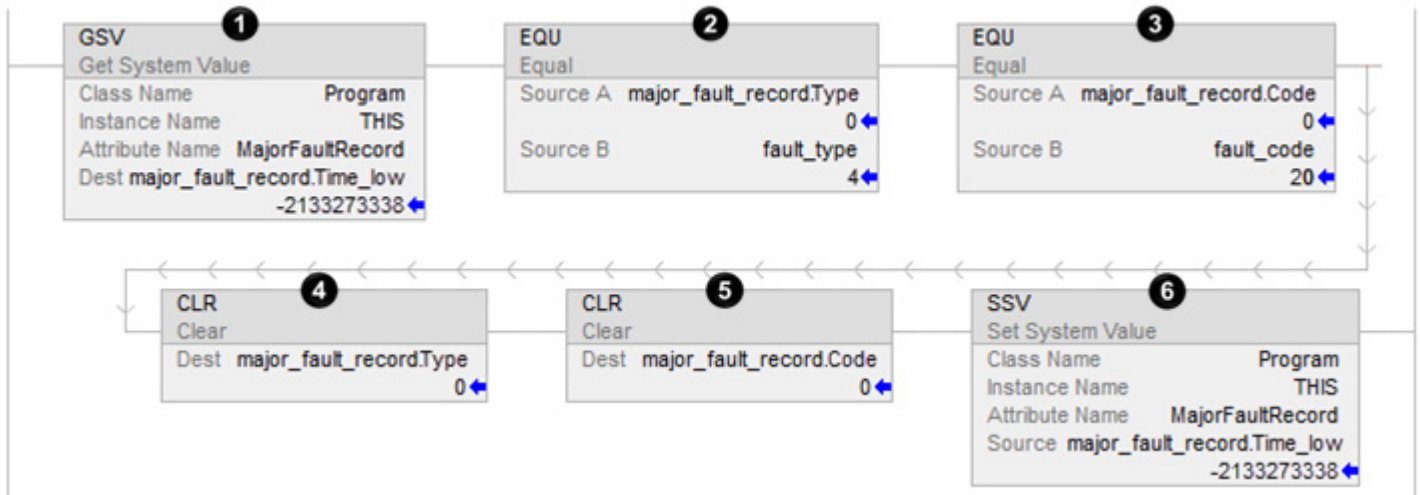 1
GSV
Get System Value
Class Name Program
Instance Name THIS
Attribute Name MajorFaultRecord
Dest major_fault_record.Time_low
-2133273338
2
EQU
Equal
Source A major_fault_record.Type
0
Source B fault_type
4
3
EQU
Equal
Source A major_fault_record.Code
0
Source B fault_code
20
4
CLR
Clear
Dest major_fault_record.Type
0
5
CLR
Clear
Dest major_fault_record.Code
0
6
SSV
Set System Value
Class Name Program
Instance Name THIS
Attribute Name MajorFaultRecord
Source major_fault_record.Time_low
-2133273338